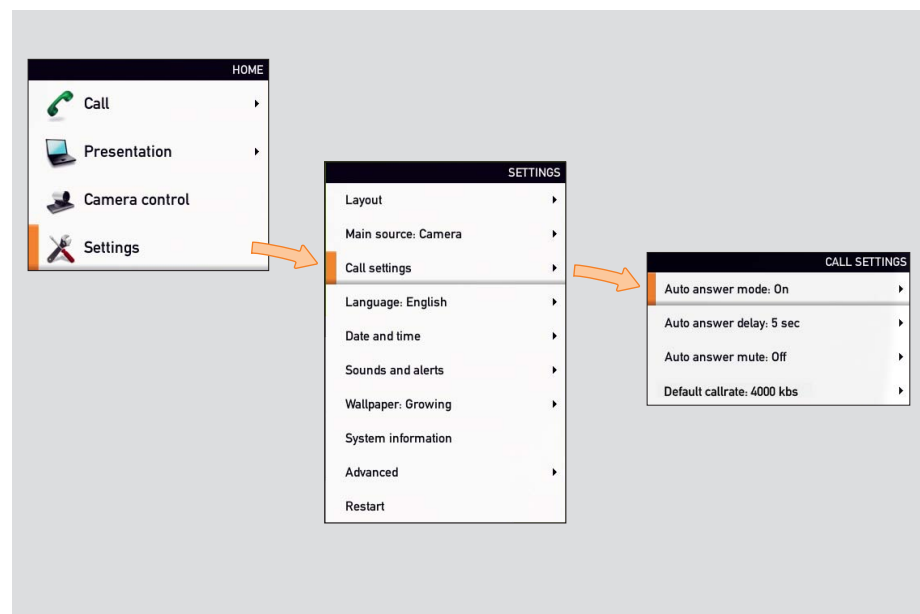 HOME
Call
Presentation
Camera control
Settings
SETTINGS
Layout
Main source: Camera
Call settings
Language: English
Date and time
Sounds and alerts
Wallpaper: Growing
System information
Advanced
Restart
CALL SETTINGS
Auto answer mode: On
Auto answer delay: 5 sec
Auto answer mute: Off
Default callrate: 4000 kbs